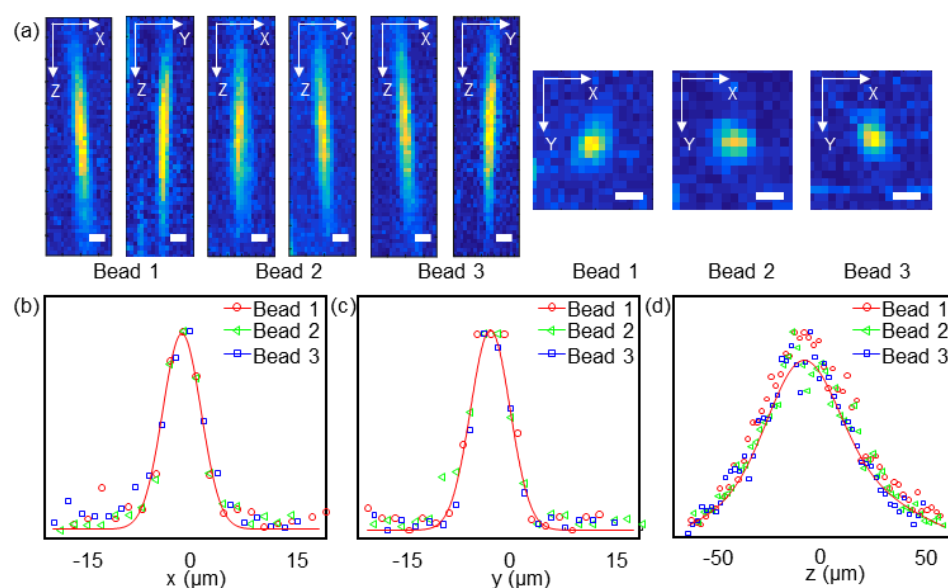 (a)
X Y X Y X Y
Z Z Z Z Z Z
X X X
Y Y Y
Bead 1 Bead 2 Bead 3 Bead 1 Bead 2 Bead 3
(b) Bead 1
Bead 2
Bead 3
-15 0 15
x (μm)
(c) Bead 1
Bead 2
Bead 3
-15 0 15
y (μm)
(d) Bead 1
Bead 2
Bead 3
-50 0 50
z (μm)